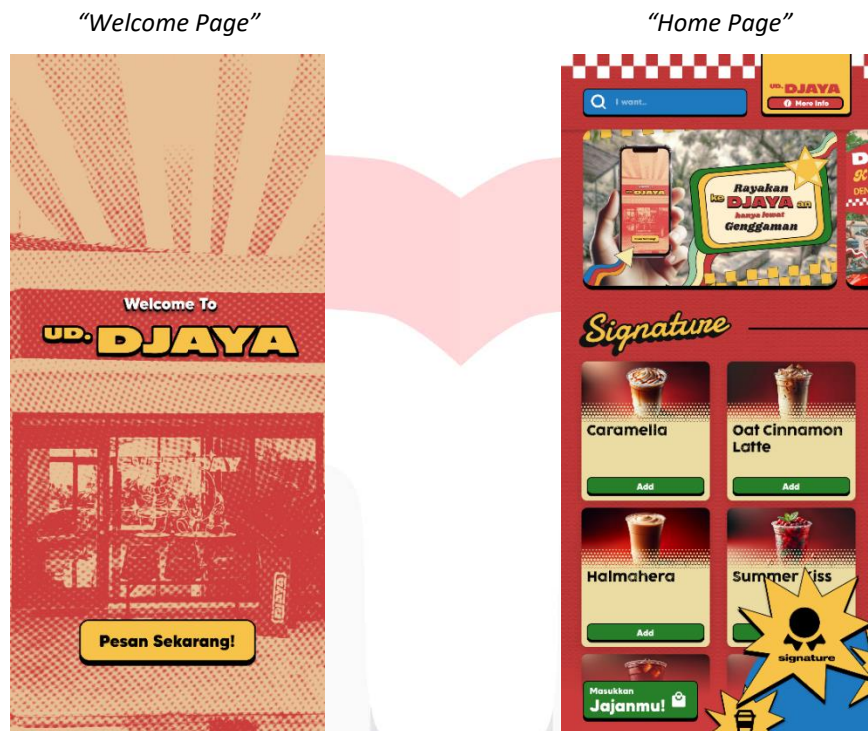 “Welcome Page”
“Home Page”
Welcome To
UD. DJAYA
Pesan Sekarang!
I want..
UD. DJAYA
More Info
Rayakan
ke DJAYA an
hanya lewat
Genggaman
Signature
Caramella
Oat Cinnamon
Latte
Add
Add
Halmahera
Summer
Add
signature
Masukkan
Jajanmu!